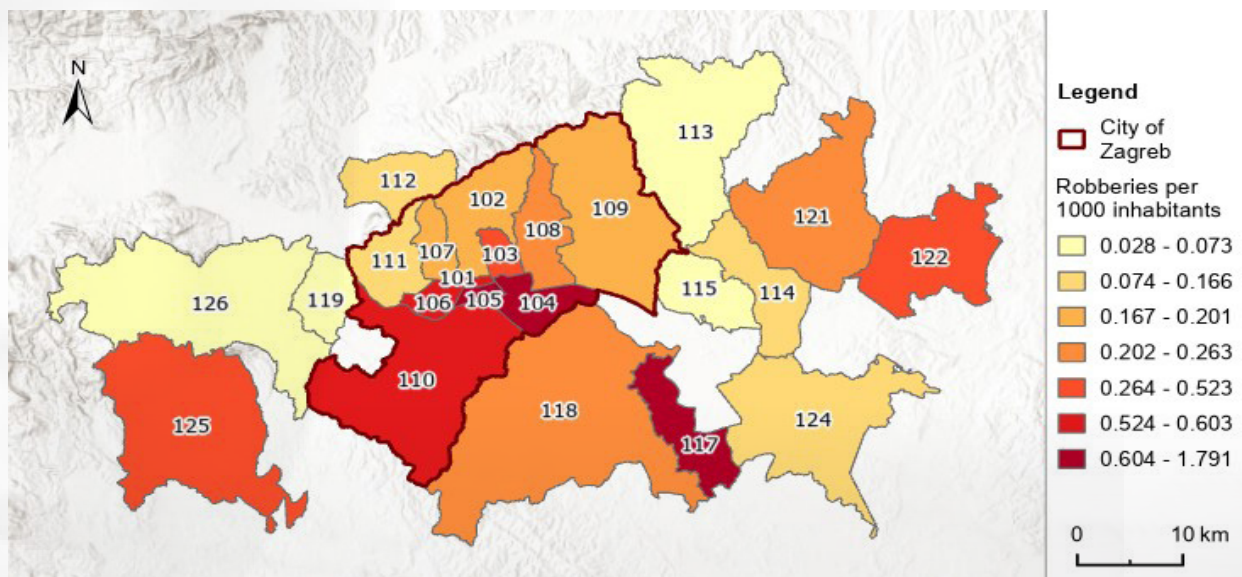 N
113
112
102
109
121
108
107
103
111
122
101
126
119
115
114
106
105
104
110
118
124
125
117
Legend
City of
Zagreb
Robberies per
1000 inhabitants
0.028 - 0.073
0.074 - 0.166
0.167 - 0.201
0.202 - 0.263
0.264 - 0.523
0.524 - 0.603
0.604 - 1.791
0 10 km